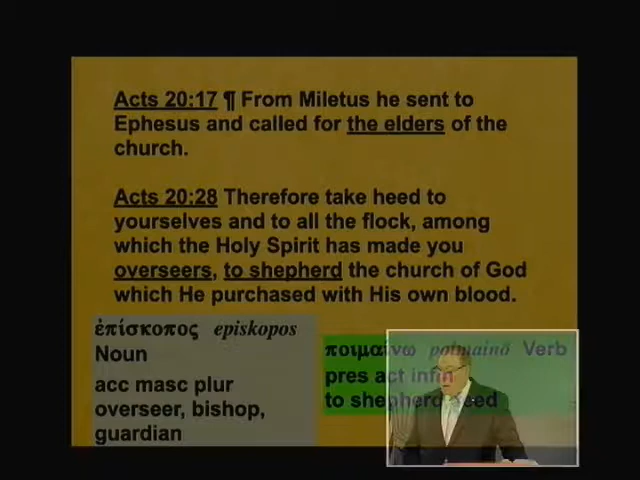 Acts 20:17 ¶ From Miletus he sent to
Ephesus and called for the elders of the
church.
Acts 20:28 Therefore take heed to
yourselves and to all the flock, among
which the Holy Spirit has made you
overseers, to shepherd the church of God
which He purchased with His own blood.
ἐπίσκοπος episkopos
Noun
acc masc plur
overseer, bishop,
guardian
ποιμαίνω poimainō Verb
pres act infin
to shepherd feed